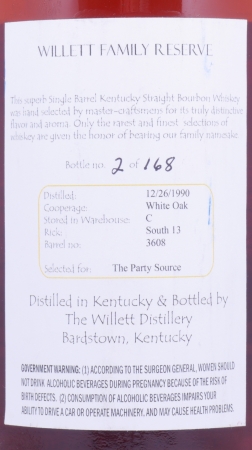 WILLETT FAMILY RESERVE
This superb Single Barrel Kentucky Straight Bourbon Whiskey
was hand selected by master-craftsmen for its truly distinctive
flavor and aroma. Only the rarest and finest selections of
whiskey are given the honor of bearing our family namesake.
Bottle no. 2 of 168
Distilled: 12/26/1990
Cooperage: White Oak
Stored in Warehouse: C
Rick: South 13
Barrel no: 3608
Selected for: The Party Source
Distilled in Kentucky & Bottled by
The Willett Distillery
Bardstown, Kentucky
GOVERNMENT WARNING: (1) ACCORDING TO THE SURGEON GENERAL, WOMEN SHOULD
NOT DRINK ALCOHOLIC BEVERAGES DURING PREGNANCY BECAUSE OF THE RISK OF
BIRTH DEFECTS. (2) CONSUMPTION OF ALCOHOLIC BEVERAGES IMPAIRS YOUR
ABILITY TO DRIVE A CAR OR OPERATE MACHINERY, AND MAY CAUSE HEALTH PROBLEMS.